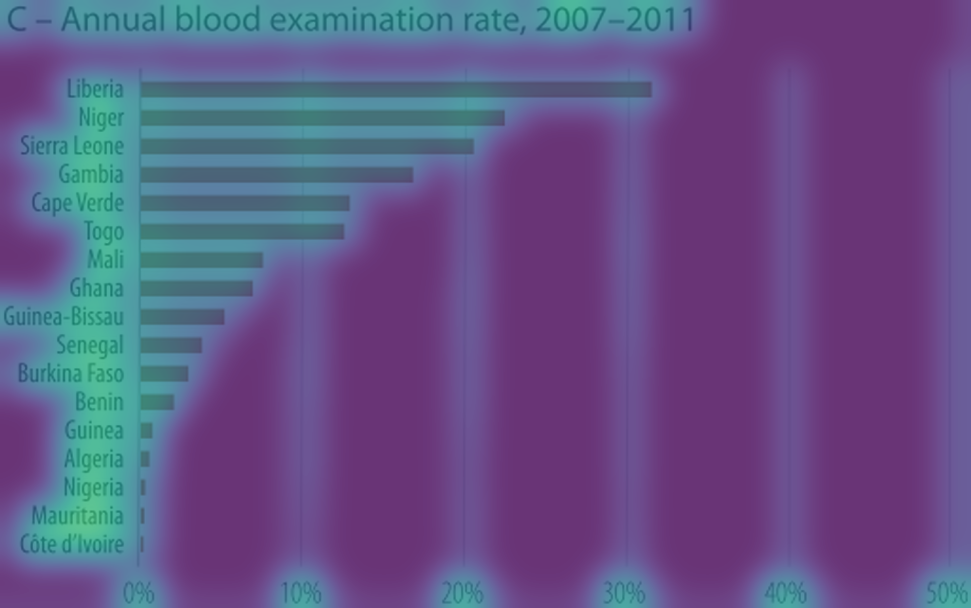 C – Annual blood examination rate, 2007–2011
Liberia
Niger
Sierra Leone
Gambia
Cape Verde
Togo
Mali
Ghana
Guinea-Bissau
Senegal
Burkina Faso
Benin
Guinea
Algeria
Nigeria
Mauritania
Côte d'Ivoire
0% 10% 20% 30% 40% 50%